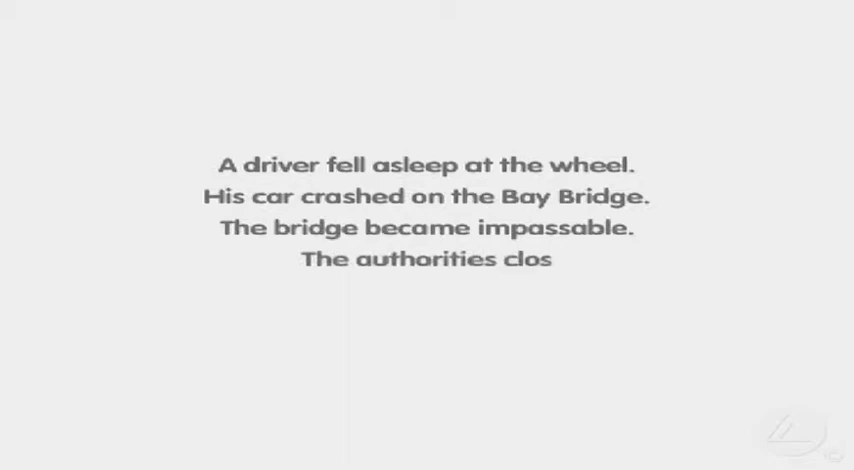 A driver fell asleep at the wheel.
His car crashed on the Bay Bridge.
The bridge became impassable.
The authorities clos